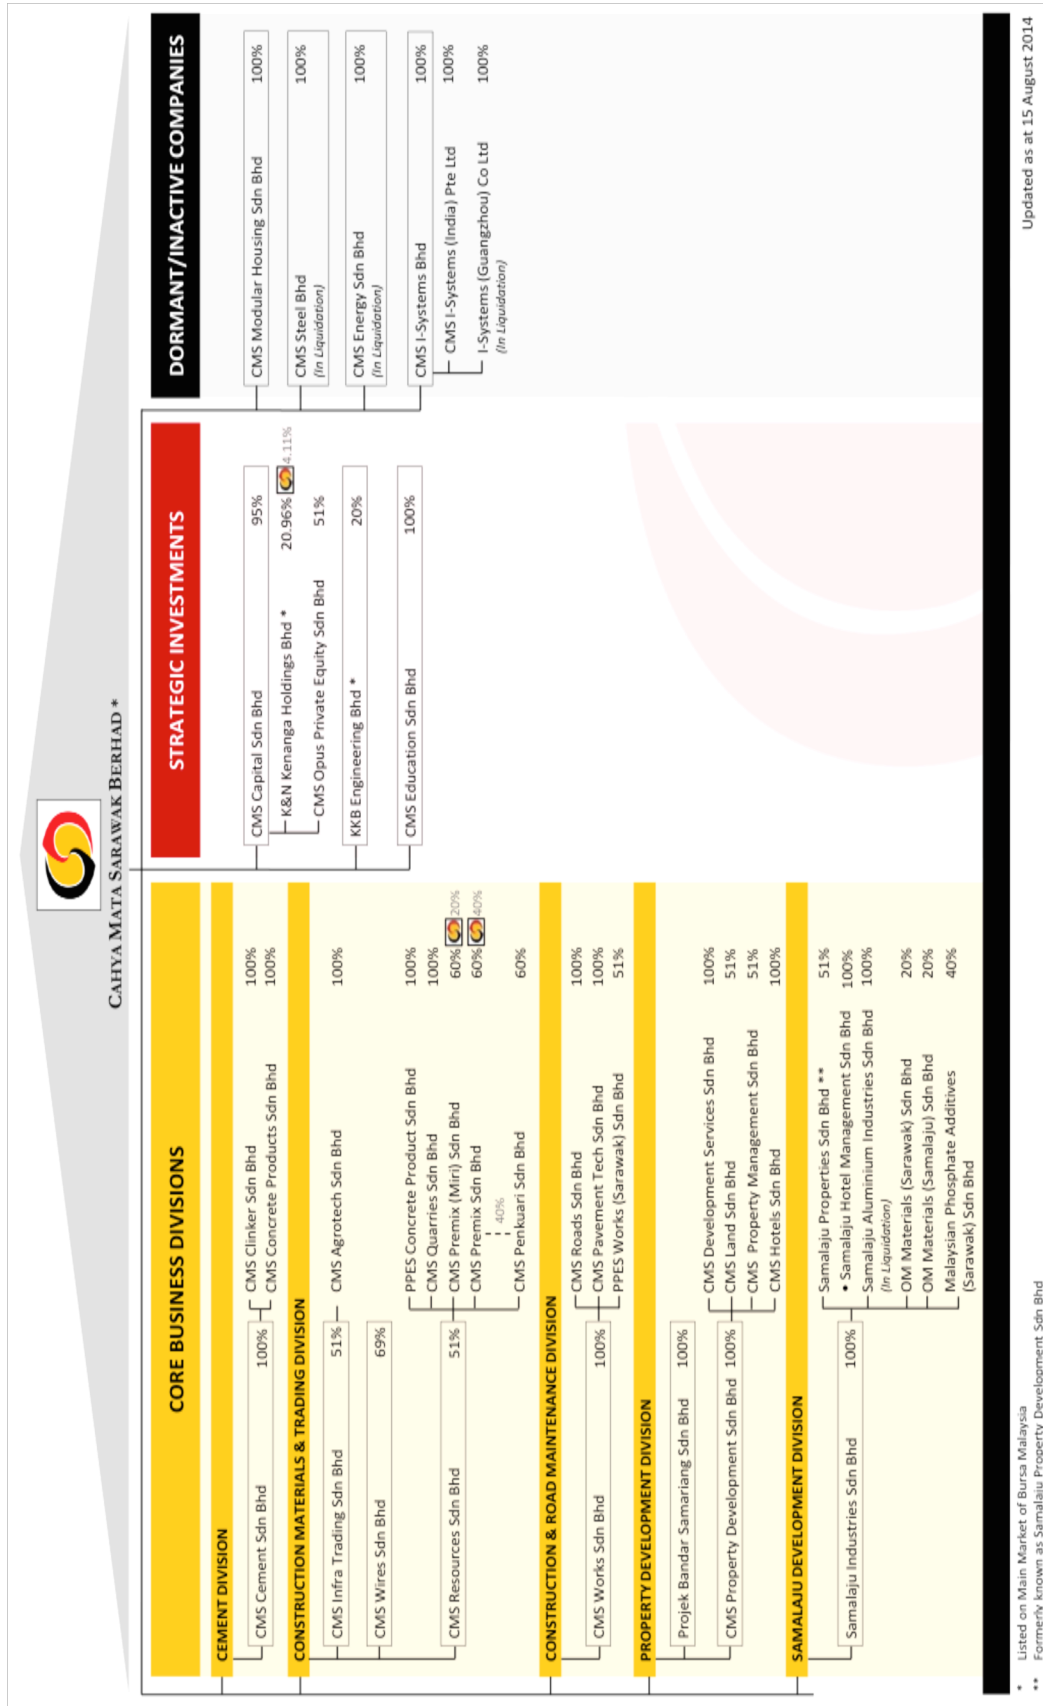 CAHYA MATA SARAWAK BERHAD *
CORE BUSINESS DIVISIONS
CEMENT DIVISION
CMS Cement Sdn Bhd 100%
CMS Clinker Sdn Bhd 100%
CMS Concrete Products Sdn Bhd 100%
CONSTRUCTION MATERIALS & TRADING DIVISION
CMS Infra Trading Sdn Bhd 51%
CMS Agrotech Sdn Bhd 100%
CMS Wires Sdn Bhd 69%
CMS Resources Sdn Bhd 51%
PPES Concrete Product Sdn Bhd 100%
CMS Quarries Sdn Bhd 100%
CMS Premix (Miri) Sdn Bhd 60% 20%
CMS Premix Sdn Bhd 60% 40%
40%
CMS Penkuari Sdn Bhd 60%
CONSTRUCTION & ROAD MAINTENANCE DIVISION
CMS Works Sdn Bhd 100%
CMS Roads Sdn Bhd 100%
CMS Pavement Tech Sdn Bhd 100%
PPES Works (Sarawak) Sdn Bhd 51%
PROPERTY DEVELOPMENT DIVISION
Projek Bandar Samariang Sdn Bhd 100%
CMS Property Development Sdn Bhd 100%
CMS Development Services Sdn Bhd 100%
CMS Land Sdn Bhd 51%
CMS Property Management Sdn Bhd 51%
CMS Hotels Sdn Bhd 100%
SAMALAJU DEVELOPMENT DIVISION
Samalaju Industries Sdn Bhd 100%
Samalaju Properties Sdn Bhd ** 51%
• Samalaju Hotel Management Sdn Bhd 100%
Samalaju Aluminium Industries Sdn Bhd 100%
(In Liquidation)
OM Materials (Sarawak) Sdn Bhd 20%
OM Materials (Samalaju) Sdn Bhd 20%
Malaysian Phosphate Additives 40%
(Sarawak) Sdn Bhd
STRATEGIC INVESTMENTS
CMS Capital Sdn Bhd 95%
K&N Kenanga Holdings Bhd * 20.96% 4.11%
CMS Opus Private Equity Sdn Bhd 51%
KKB Engineering Bhd * 20%
CMS Education Sdn Bhd 100%
DORMANT/INACTIVE COMPANIES
CMS Modular Housing Sdn Bhd 100%
CMS Steel Bhd 100%
(In Liquidation)
CMS Energy Sdn Bhd 100%
(In Liquidation)
CMS I-Systems Bhd 100%
CMS I-Systems (India) Pte Ltd 100%
I-Systems (Guangzhou) Co Ltd 100%
(In Liquidation)
* Listed on Main Market of Bursa Malaysia
** Formerly known as Samalaju Property Development Sdn Bhd
Updated as at 15 August 2014